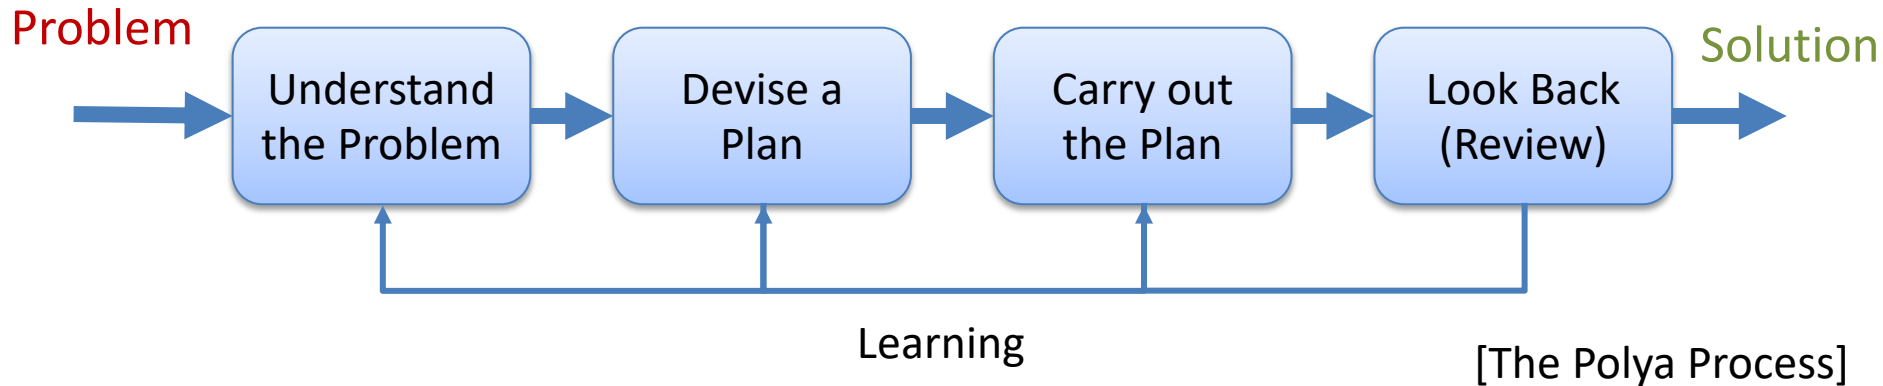 Problem
Understand
the Problem
Devise a
Plan
Carry out
the Plan
Look Back
(Review)
Solution
Learning
[The Polya Process]